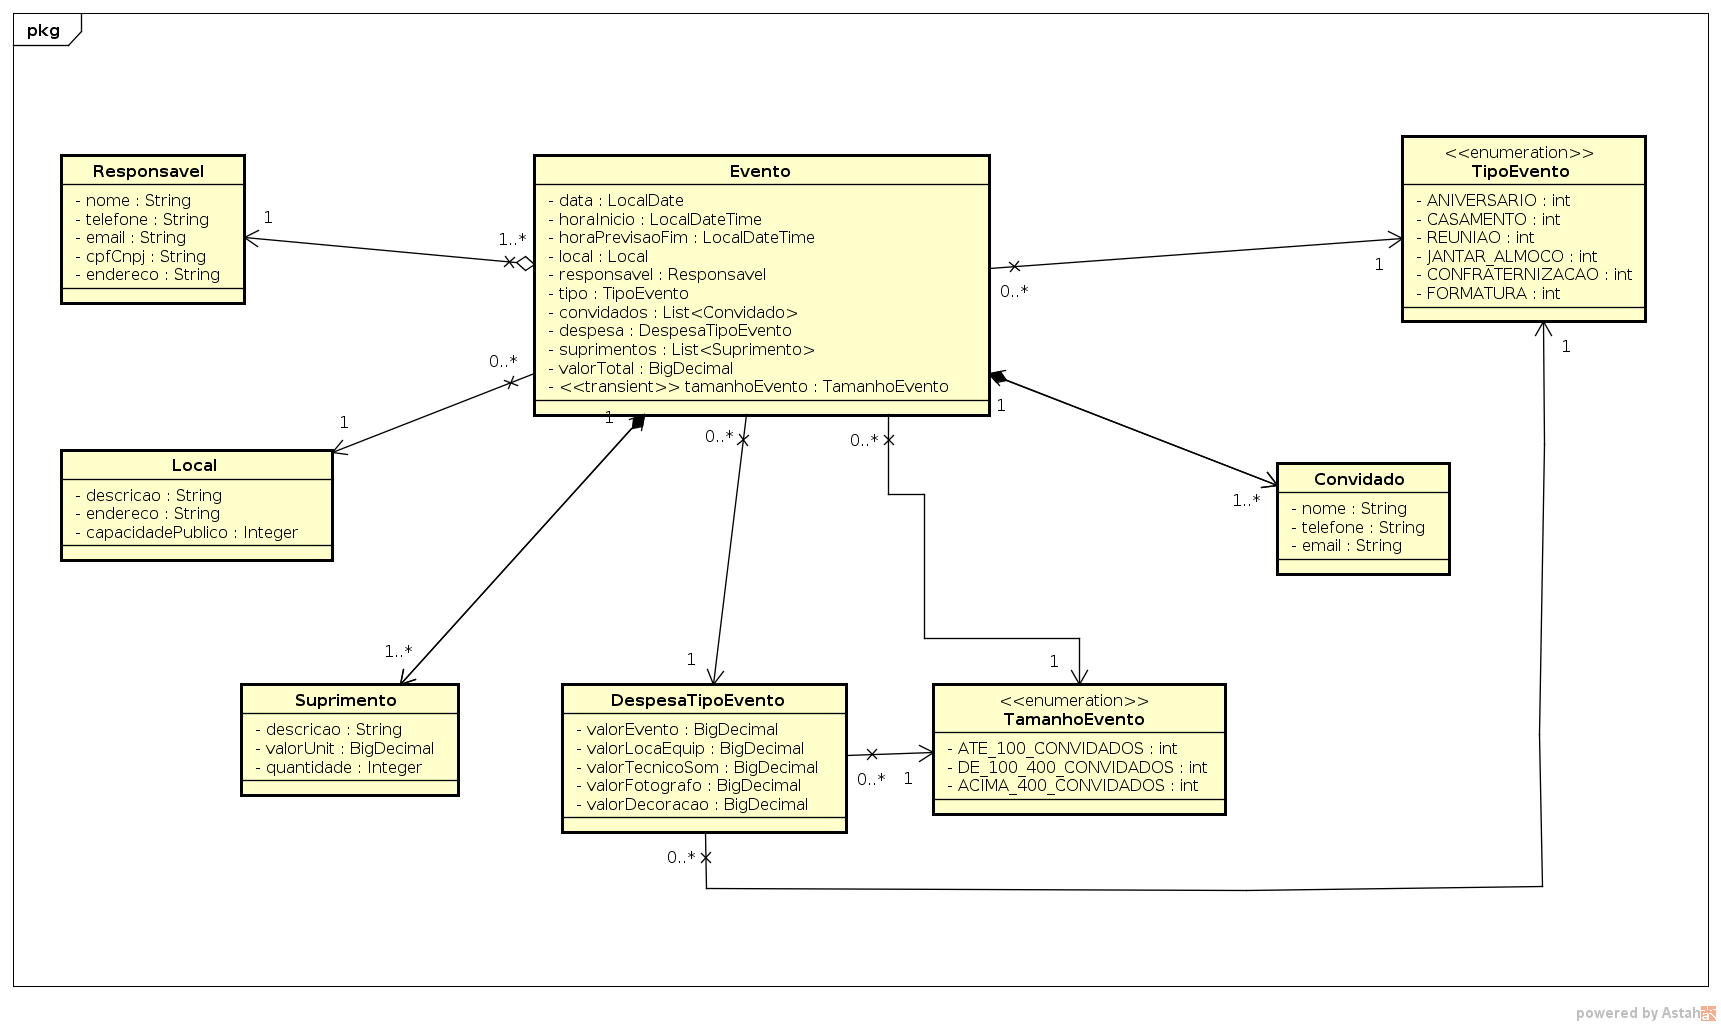 pkg
Responsavel
- nome : String
- telefone : String
- email : String
- cpfCnpj : String
- endereco : String
1
1..*
Evento
- data : LocalDate
- horaInicio : LocalDateTime
- horaPrevisaoFim : LocalDateTime
- local : Local
- responsavel : Responsavel
- tipo : TipoEvento
- convidados : List<Convidado>
- despesa : DespesaTipoEvento
- suprimentos : List<Suprimento>
- valorTotal : BigDecimal
- <<transient>> tamanhoEvento : TamanhoEvento
0..*
1
<<enumeration>>
TipoEvento
- ANIVERSARIO : int
- CASAMENTO : int
- REUNIAO : int
- JANTAR_ALMOCO : int
- CONFRATERNIZACAO : int
- FORMATURA : int
1
0..*
1
Local
- descricao : String
- endereco : String
- capacidadePublico : Integer
1
0..*
0..*
1
1..*
Convidado
- nome : String
- telefone : String
- email : String
1..*
Suprimento
- descricao : String
- valorUnit : BigDecimal
- quantidade : Integer
1
DespesaTipoEvento
- valorEvento : BigDecimal
- valorLocaEquip : BigDecimal
- valorTecnicoSom : BigDecimal
- valorFotografo : BigDecimal
- valorDecoracao : BigDecimal
0..*
1
1
<<enumeration>>
TamanhoEvento
- ATE_100_CONVIDADOS : int
- DE_100_400_CONVIDADOS : int
- ACIMA_400_CONVIDADOS : int
0..*
powered by Astah